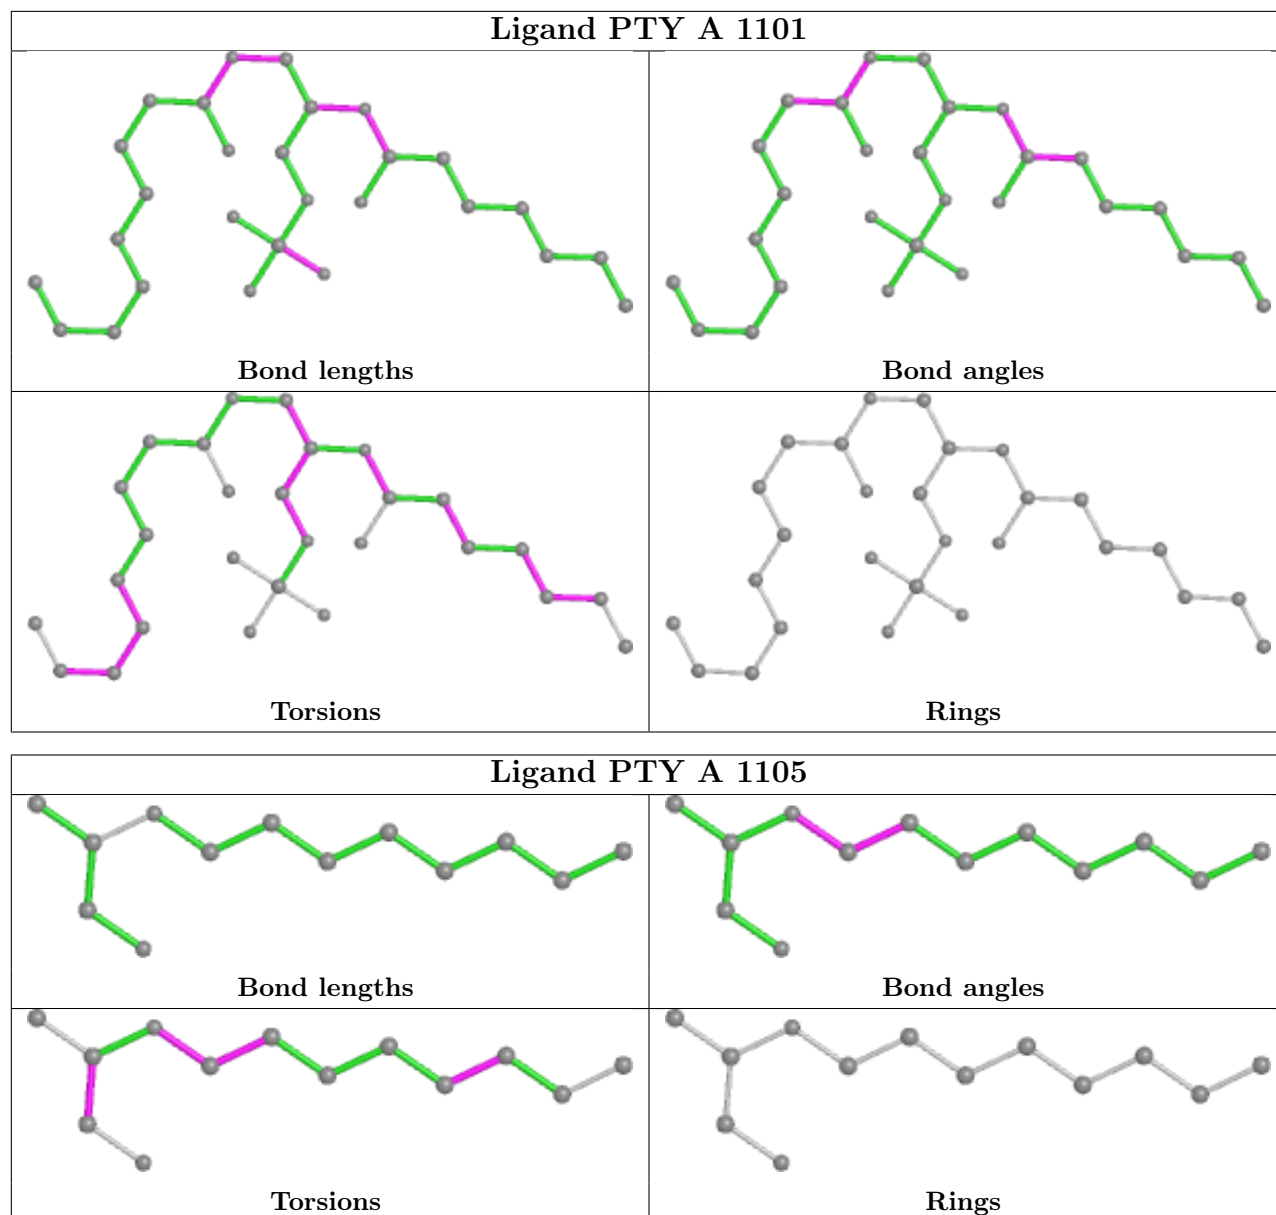 Ligand PTY A 1101
Bond lengths
Bond angles
Torsions
Rings
Ligand PTY A 1105
Bond lengths
Bond angles
Torsions
Rings